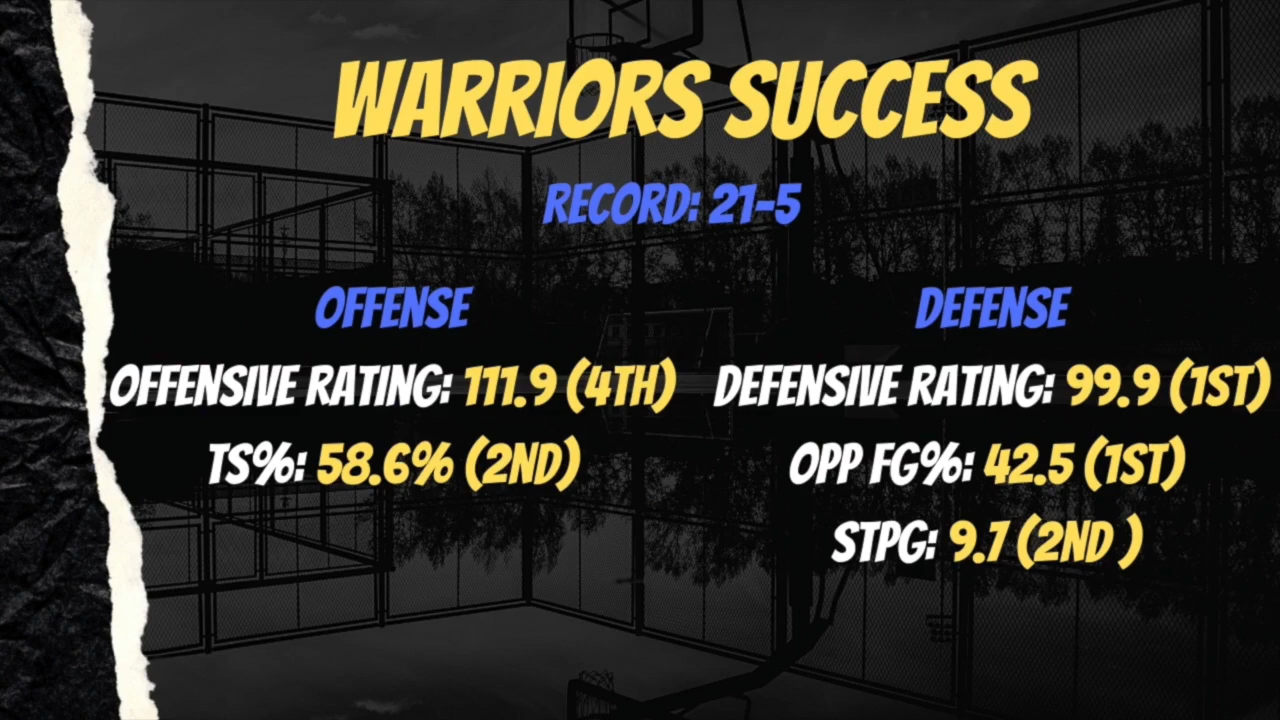 WARRIORS SUCCESS
RECORD: 21-5
OFFENSE
OFFENSIVE RATING: 111.9 (4TH)
TS%: 58.6% (2ND)
DEFENSE
DEFENSIVE RATING: 99.9 (1ST)
OPP FG%: 42.5 (1ST)
STPG: 9.7 (2ND )